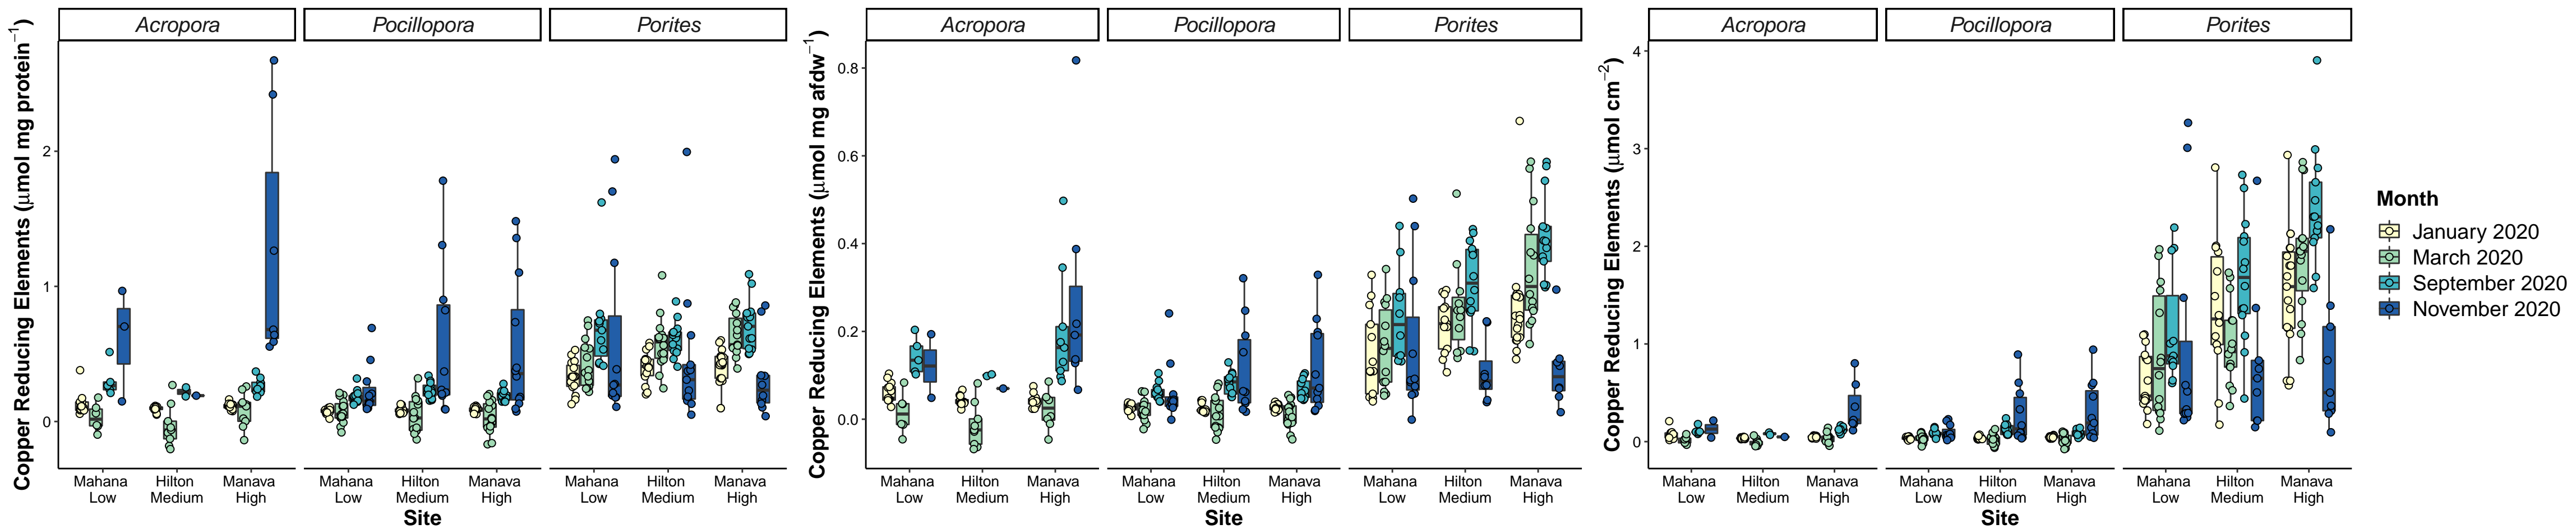 Copper Reducing Elements (μmol mg protein⁻¹)
Acropora Pocillopora Porites
2
1
0
Mahana Hilton Manava Mahana Hilton Manava Mahana Hilton Manava
Low Medium High Low Medium High Low Medium High
Site
Copper Reducing Elements (μmol mg afdw⁻¹)
Acropora Pocillopora Porites
0.8
0.6
0.4
0.2
0.0
Mahana Hilton Manava Mahana Hilton Manava Mahana Hilton Manava
Low Medium High Low Medium High Low Medium High
Site
Copper Reducing Elements (μmol cm⁻²)
Acropora Pocillopora Porites
4
3
2
1
0
Mahana Hilton Manava Mahana Hilton Manava Mahana Hilton Manava
Low Medium High Low Medium High Low Medium High
Site
Month
January 2020
March 2020
September 2020
November 2020